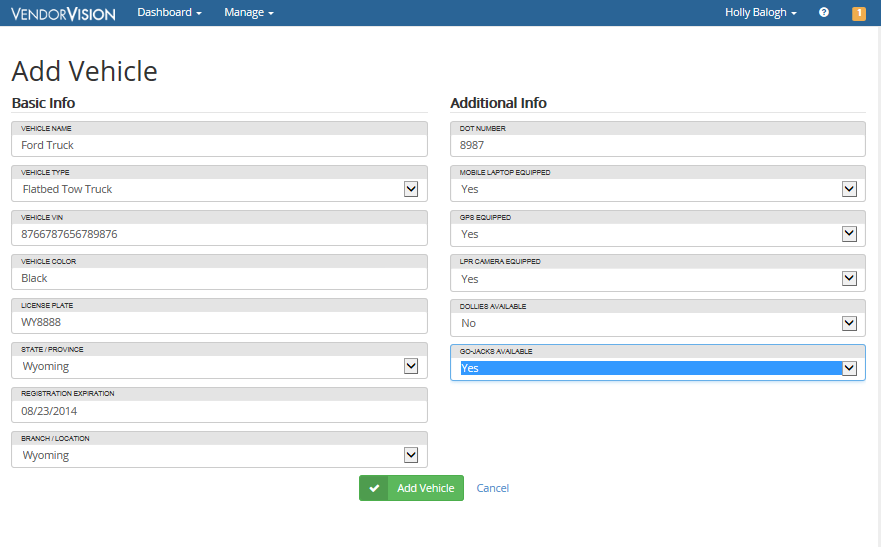 VENDORVISION Dashboard Manage Holly Balogh ? 1
Add Vehicle
Basic Info
VEHICLE NAME
Ford Truck
VEHICLE TYPE
Flatbed Tow Truck
VEHICLE VIN
8766787656789876
VEHICLE COLOR
Black
LICENSE PLATE
WY8888
STATE / PROVINCE
Wyoming
REGISTRATION EXPIRATION
08/23/2014
BRANCH / LOCATION
Wyoming
Additional Info
DOT NUMBER
8987
MOBILE LAPTOP EQUIPPED
Yes
GPS EQUIPPED
Yes
LPR CAMERA EQUIPPED
Yes
DOLLIES AVAILABLE
No
GO-JACKS AVAILABLE
Yes
Add Vehicle Cancel